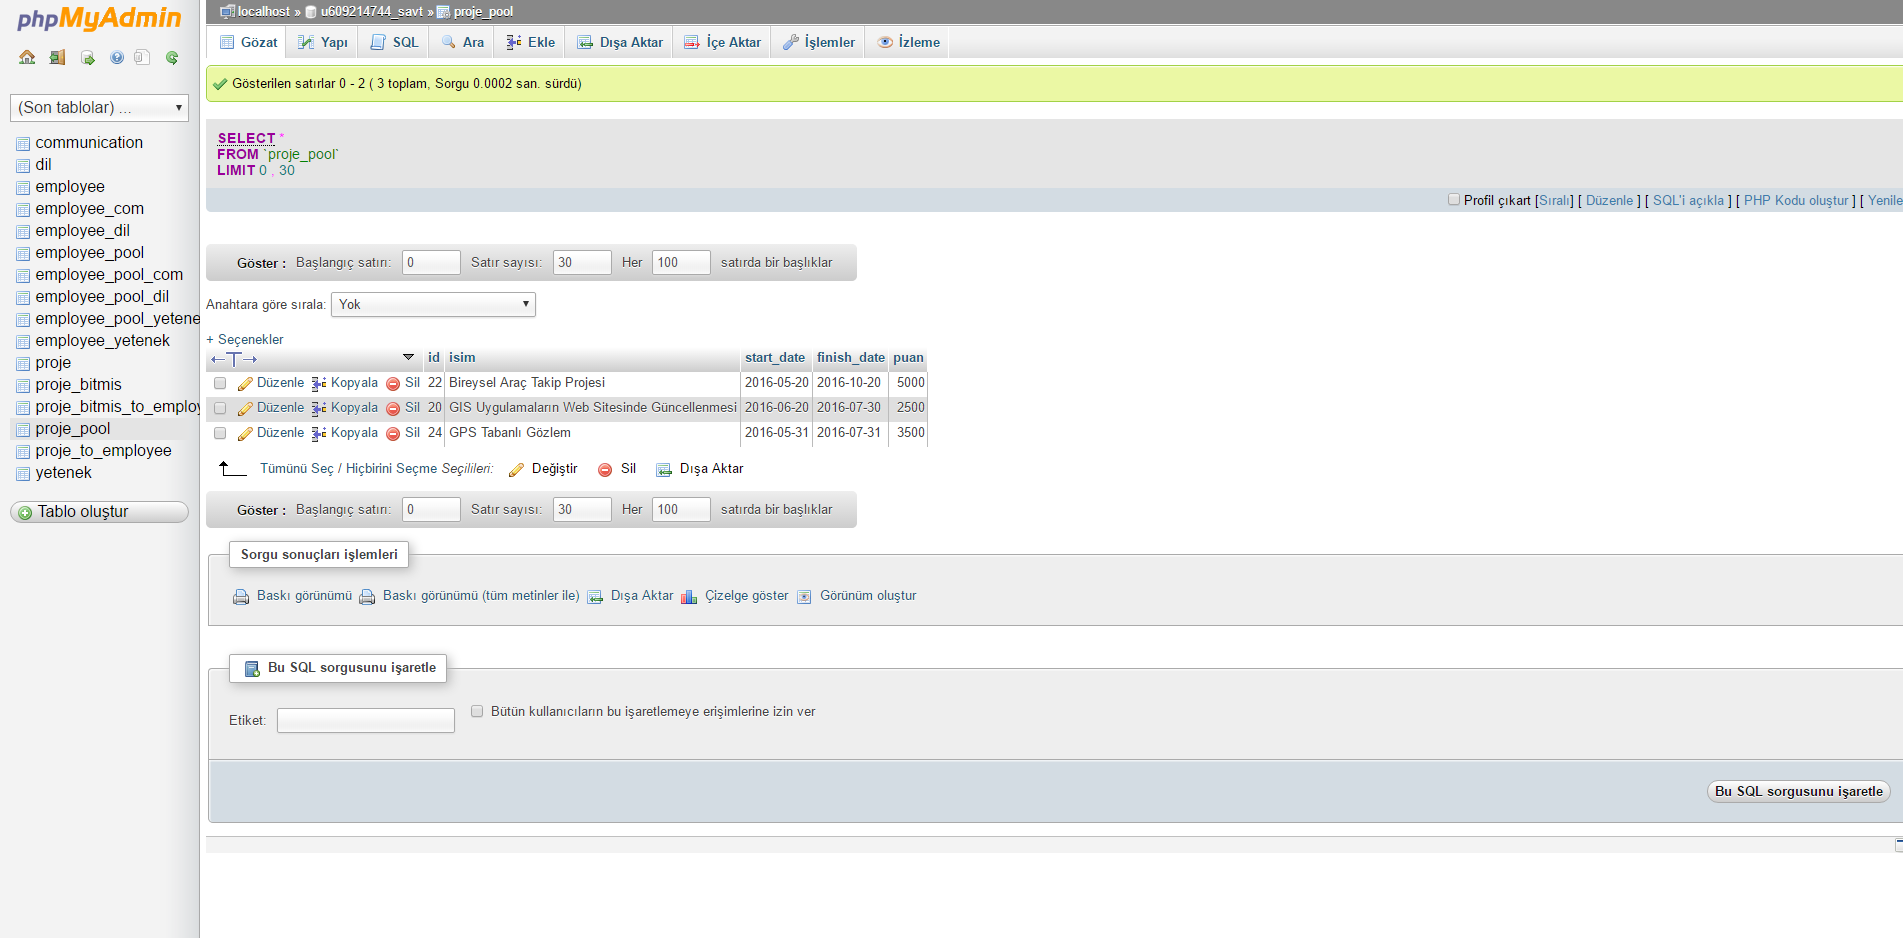 phpMyAdmin
(Son tablolar) ...
communication
dil
employee
employee_com
employee_dil
employee_pool
employee_pool_com
employee_pool_dil
employee_pool_yetene
employee_yetenek
proje
proje_bitmis
proje_bitmis_to_employ
proje_pool
proje_to_employee
yetenek
Tablo oluştur
localhost » u609214744_savt » proje_pool
Gözat Yapı SQL Ara Ekle Dışa Aktar İçe Aktar İşlemler İzleme
Gösterilen satırlar 0 - 2 ( 3 toplam, Sorgu 0.0002 san. sürdü)
SELECT *
FROM `proje_pool`
LIMIT 0 , 30
Profil çıkart [Sıralı] [ Düzenle ] [ SQL'i açıkla ] [ PHP Kodu oluştur ] [ Yenile
Göster : Başlangıç satırı: 0 Satır sayısı: 30 Her 100 satırda bir başlıklar
Anahtara göre sırala: Yok
+ Seçenekler
←T→ id isim start_date finish_date puan
Düzenle Kopyala Sil 22 Bireysel Araç Takip Projesi 2016-05-20 2016-10-20 5000
Düzenle Kopyala Sil 20 GIS Uygulamaların Web Sitesinde Güncellenmesi 2016-06-20 2016-07-30 2500
Düzenle Kopyala Sil 24 GPS Tabanlı Gözlem 2016-05-31 2016-07-31 3500
Tümünü Seç / Hiçbirini Seçme Seçilileri: Değiştir Sil Dışa Aktar
Göster : Başlangıç satırı: 0 Satır sayısı: 30 Her 100 satırda bir başlıklar
Sorgu sonuçları işlemleri
Baskı görünümü Baskı görünümü (tüm metinler ile) Dışa Aktar Çizelge göster Görünüm oluştur
Bu SQL sorgusunu işaretle
Etiket: Bütün kullanıcıların bu işaretlemeye erişimlerine izin ver
Bu SQL sorgusunu işaretle